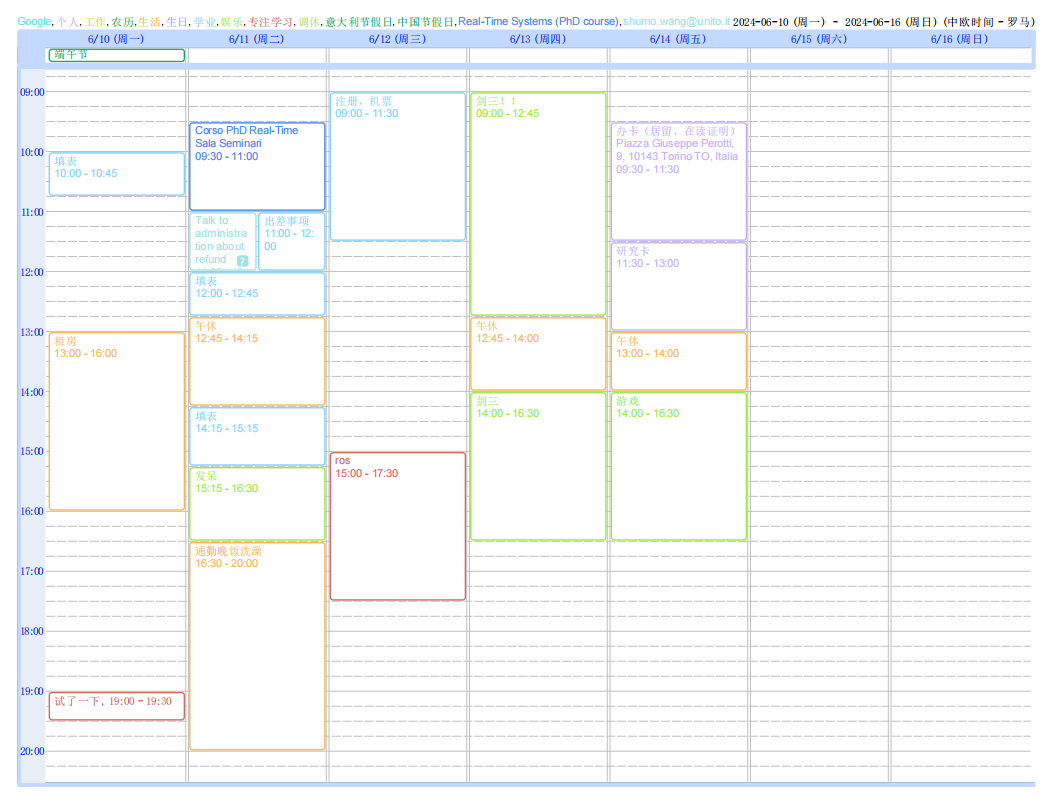 Google, 个人, 工作, 农历, 生活, 生日, 学业, 娱乐, 专注学习, 调休, 意大利节假日, 中国节假日, Real-Time Systems (PhD course), shumo.wang@unito.it 2024-06-10 (周一) - 2024-06-16 (周日) (中欧时间 - 罗马)
6/10 (周一) 6/11 (周二) 6/12 (周三) 6/13 (周四) 6/14 (周五) 6/15 (周六) 6/16 (周日)
端午节
09:00
10:00
11:00
12:00
13:00
14:00
15:00
16:00
17:00
18:00
19:00
20:00
填表
10:00 - 10:45
租房
13:00 - 16:00
试了一下, 19:00 - 19:30
Corso PhD Real-Time
Sala Seminari
09:30 - 11:00
Talk to
administra
tion about
refund
?
出差事项
11:00 - 12:
00
填表
12:00 - 12:45
午休
12:45 - 14:15
填表
14:15 - 15:15
发呆
15:15 - 16:30
通勤晚饭洗澡
16:30 - 20:00
注册，机票
09:00 - 11:30
ros
15:00 - 17:30
剑三！！
09:00 - 12:45
午休
12:45 - 14:00
剑三
14:00 - 16:30
办卡（居留，在读证明）
Piazza Giuseppe Perotti,
9, 10143 Torino TO, Italia
09:30 - 11:30
研究卡
11:30 - 13:00
午休
13:00 - 14:00
游戏
14:00 - 16:30